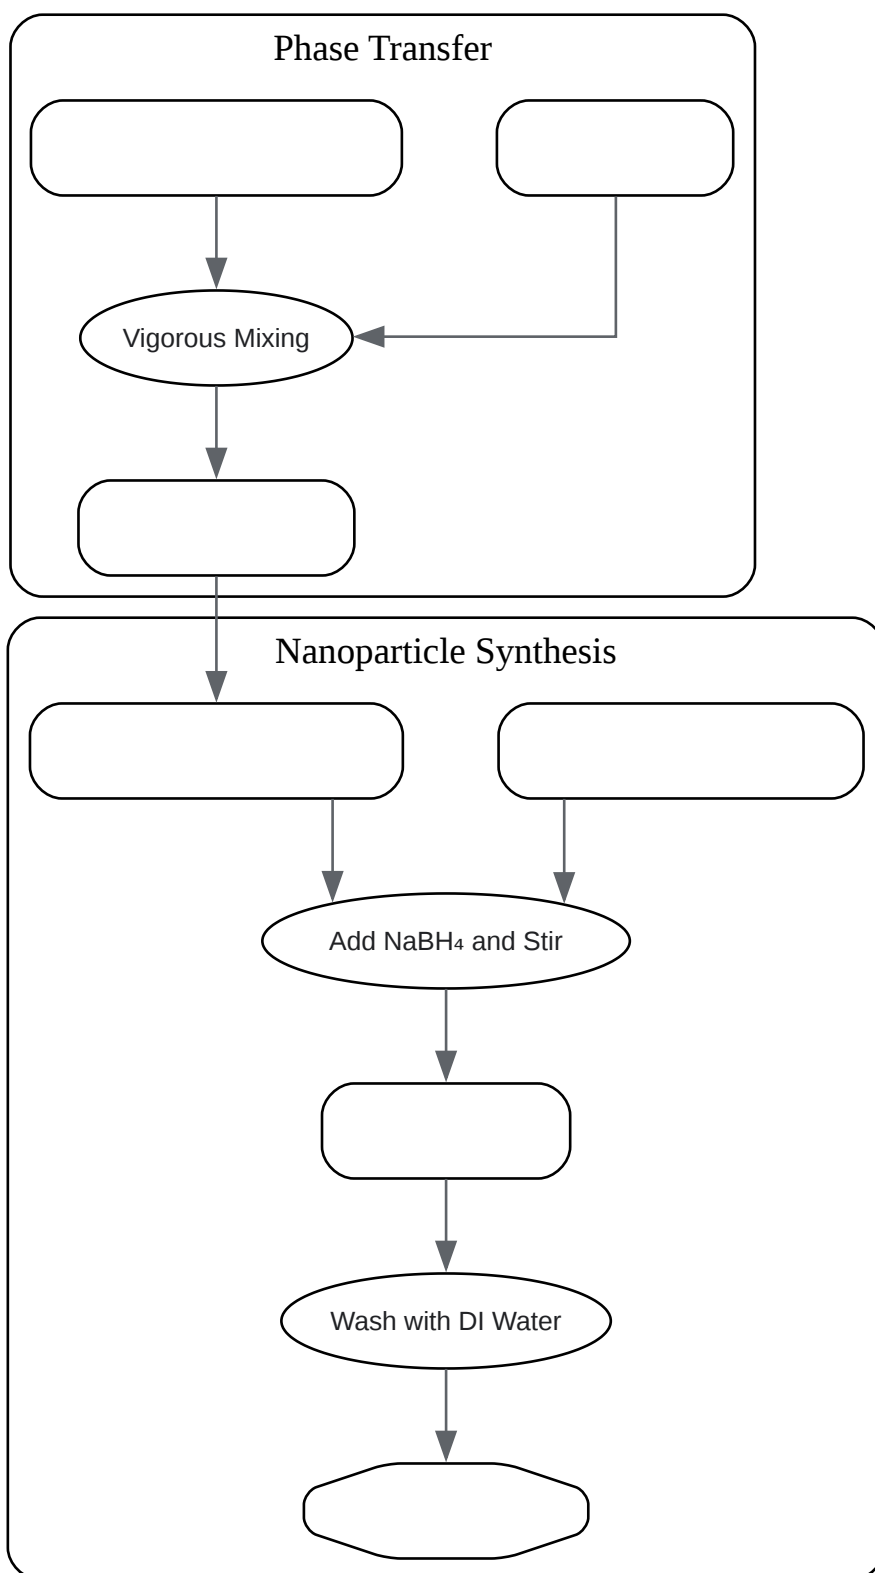 Phase Transfer
Vigorous Mixing
Nanoparticle Synthesis
Add NaBH₄ and Stir
Wash with DI Water